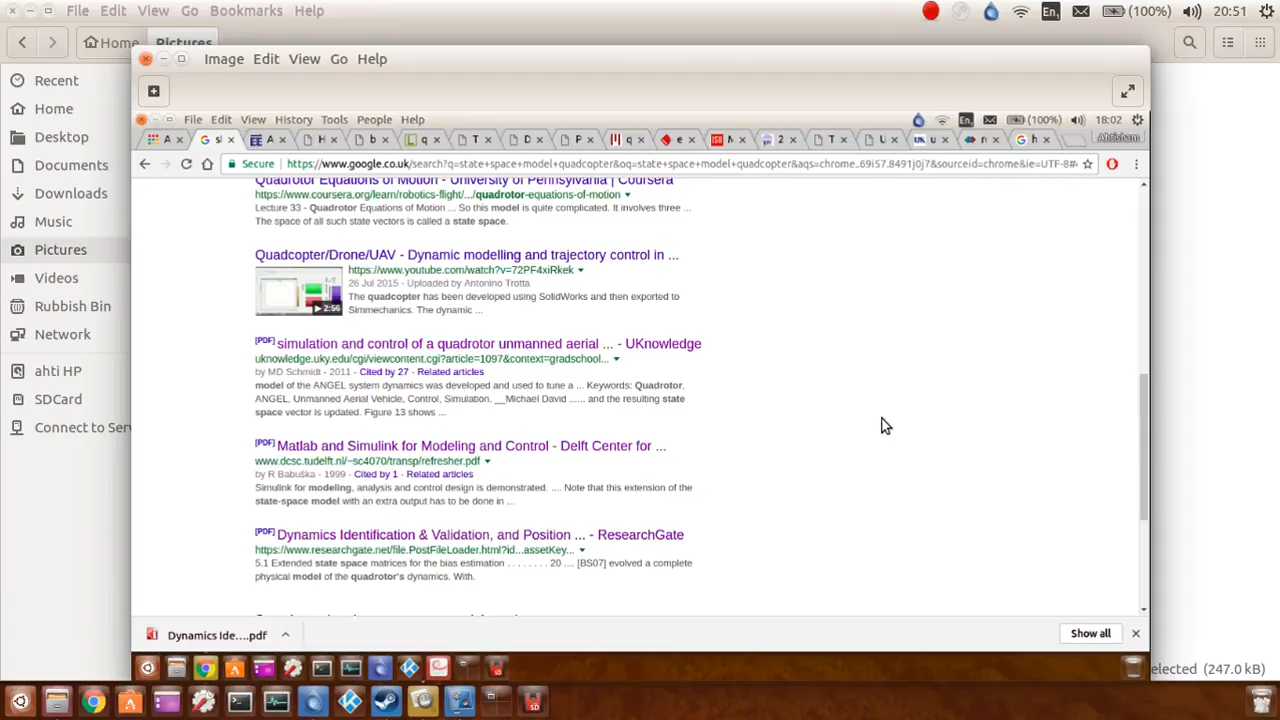 File Edit View Go Bookmarks Help
En₁ (100%) 20:51
Home Pictures
Recent
Home
Desktop
Documents
Downloads
Music
Pictures
Videos
Rubbish Bin
Network
ahti HP
SDCard
Connect to Ser
Image Edit View Go Help
File Edit View History Tools People Help
En₁ (100%) 18:02
Ahtisham
Secure https://www.google.co.uk/search?q=state+space+model+quadcopter&oq=state+space+model+quadcopter&aqs=chrome..69i57.8491j0j7&sourceid=chrome&ie=UTF-8#
Quadrotor Equations of Motion - University of Pennsylvania | Coursera
https://www.coursera.org/learn/robotics-flight/.../quadrotor-equations-of-motion
Lecture 33 - Quadrotor Equations of Motion ... So this model is quite complicated. It involves three ...
The space of all such state vectors is called a state space.
Quadcopter/Drone/UAV - Dynamic modelling and trajectory control in ...
https://www.youtube.com/watch?v=72PF4xiRkek
26 Jul 2015 - Uploaded by Antonino Trotta
The quadcopter has been developed using SolidWorks and then exported to
Simmechanics. The dynamic ...
2:56
[PDF] simulation and control of a quadrotor unmanned aerial ... - UKnowledge
uknowledge.uky.edu/cgi/viewcontent.cgi?article=1097&context=gradschool...
by MD Schmidt - 2011 - Cited by 27 - Related articles
model of the ANGEL system dynamics was developed and used to tune a ... Keywords: Quadrotor,
ANGEL, Unmanned Aerial Vehicle, Control, Simulation. __Michael David ...... and the resulting state
space vector is updated. Figure 13 shows ...
[PDF] Matlab and Simulink for Modeling and Control - Delft Center for ...
www.dcsc.tudelft.nl/~sc4070/transp/refresher.pdf
by R Babuška - 1999 - Cited by 1 - Related articles
Simulink for modeling, analysis and control design is demonstrated. .... Note that this extension of the
state-space model with an extra output has to be done in ...
[PDF] Dynamics Identification & Validation, and Position ... - ResearchGate
https://www.researchgate.net/file.PostFileLoader.html?id...assetKey...
5.1 Extended state space matrices for the bias estimation . . . . . . . . 20 .... [BS07] evolved a complete
physical model of the quadrotor's dynamics. With.
Dynamics Ide....pdf
Show all
elected (247.0 kB)